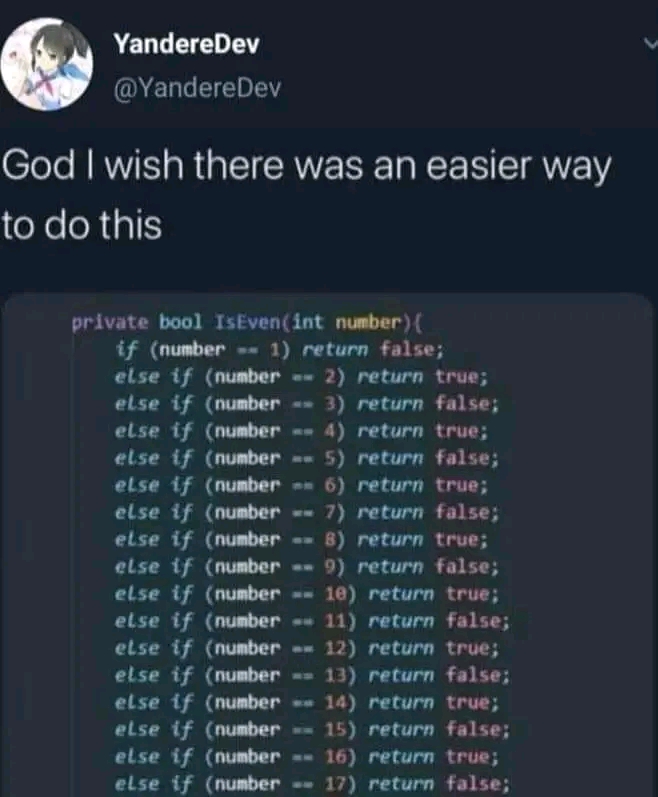 YandereDev
@YandereDev
God I wish there was an easier way
to do this
private bool IsEven(int number){
if (number == 1) return false;
else if (number == 2) return true;
else if (number == 3) return false;
else if (number == 4) return true;
else if (number == 5) return false;
else if (number == 6) return true;
else if (number == 7) return false;
else if (number == 8) return true;
else if (number == 9) return false;
else if (number == 10) return true;
else if (number == 11) return false;
else if (number == 12) return true;
else if (number == 13) return false;
else if (number == 14) return true;
else if (number == 15) return false;
else if (number == 16) return true;
else if (number == 17) return false;